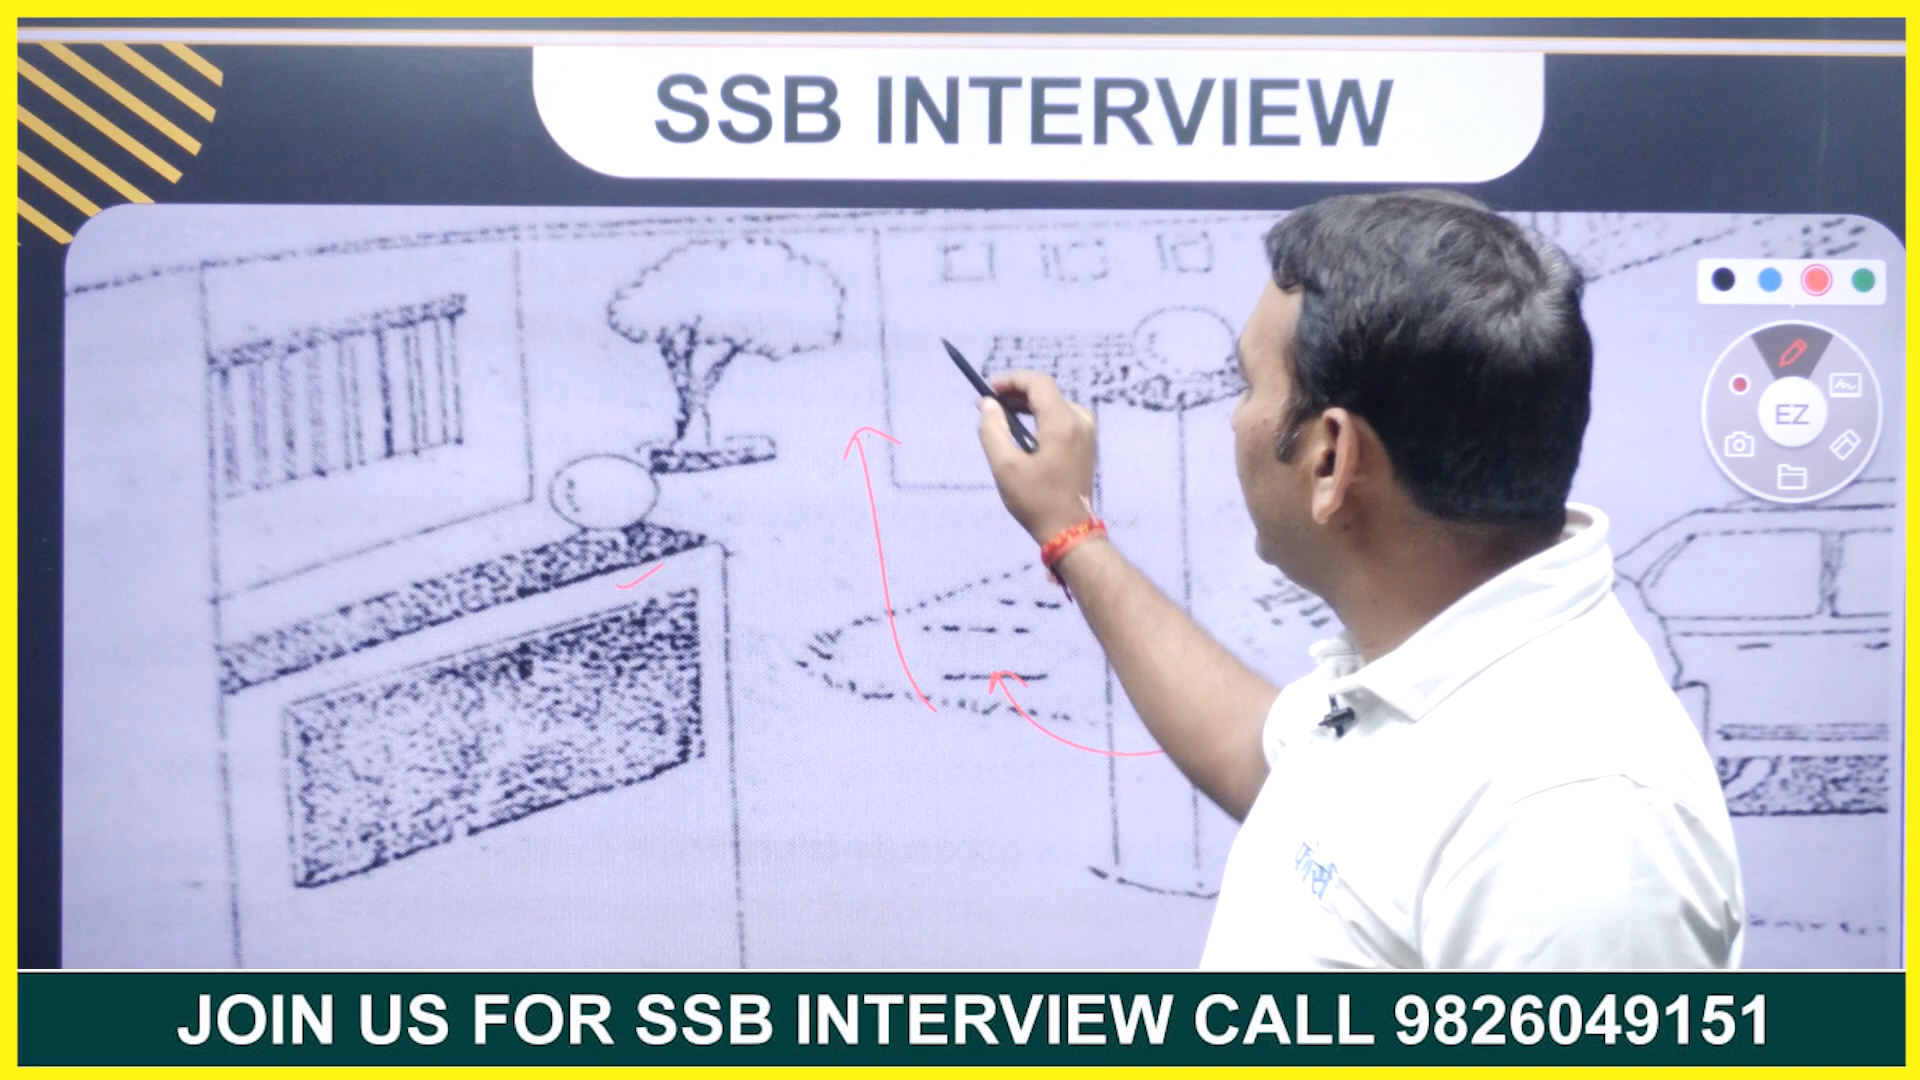 SSB INTERVIEW
EZ
JOIN US FOR SSB INTERVIEW CALL 9826049151